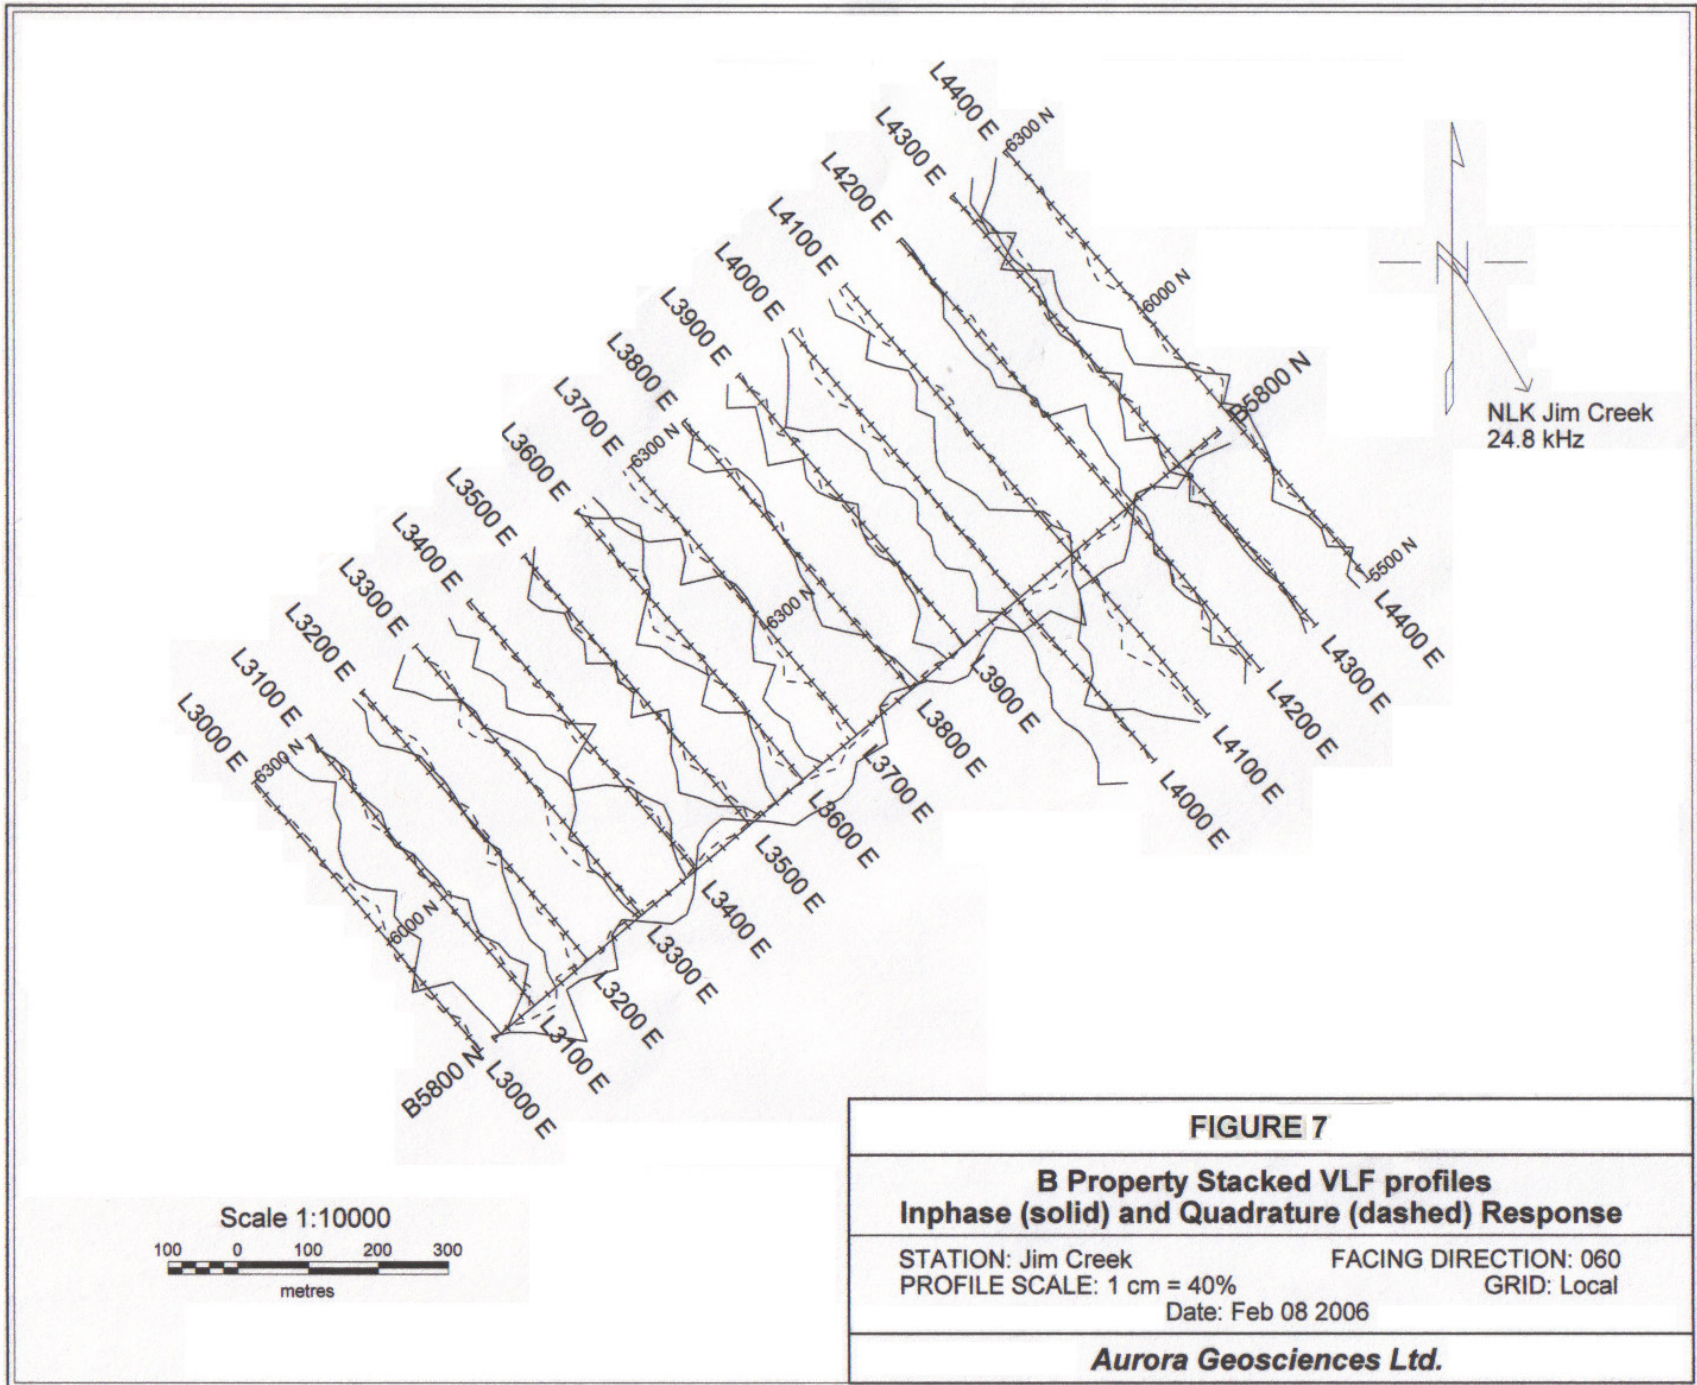 L4400 E
6300 N
L4300 E
L4200 E
L4100 E
L4000 E
L3900 E
L3800 E
L3700 E
L3600 E
L3500 E
L3400 E
L3300 E
L3200 E
L3100 E
L3000 E
6300 N
6300 N
6300 N
6000 N
6000 N
B5800 N
5500 N
N
NLK Jim Creek
24.8 kHz
L4400 E
L4300 E
L4200 E
L4100 E
L4000 E
L3900 E
L3800 E
L3700 E
L3600 E
L3500 E
L3400 E
L3300 E
L3200 E
L3100 E
L3000 E
B5800 N
Scale 1:10000
100 0 100 200 300
metres
FIGURE 7
B Property Stacked VLF profiles
Inphase (solid) and Quadrature (dashed) Response
STATION: Jim Creek FACING DIRECTION: 060
PROFILE SCALE: 1 cm = 40% GRID: Local
Date: Feb 08 2006
Aurora Geosciences Ltd.